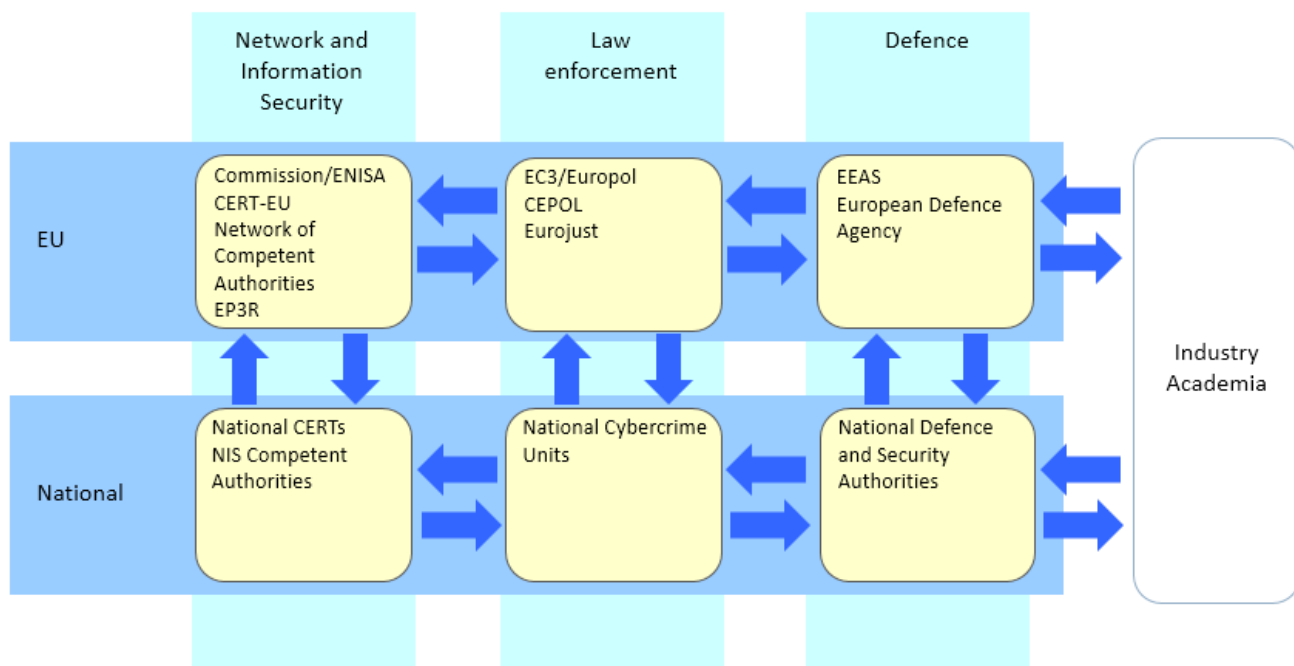 Network and
Information
Security
Law
enforcement
Defence
EU
Commission/ENISA
CERT-EU
Network of
Competent
Authorities
EP3R
EC3/Europol
CEPOL
Eurojust
EEAS
European Defence
Agency
Industry
Academia
National
National CERTs
NIS Competent
Authorities
National Cybercrime
Units
National Defence
and Security
Authorities